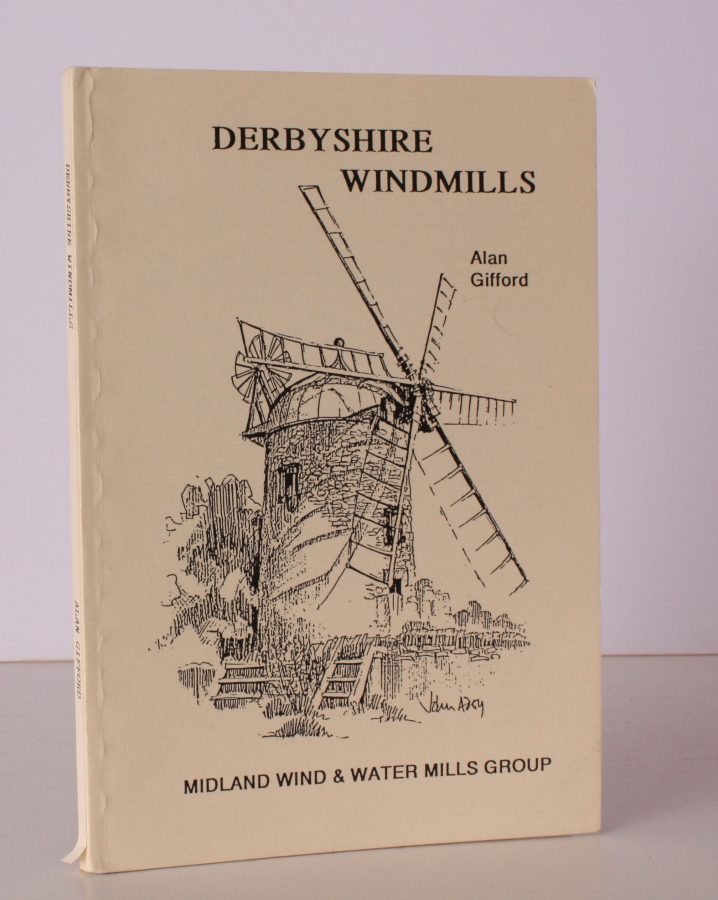 DERBYSHIRE
WINDMILLS
Alan
Gifford
MIDLAND WIND & WATER MILLS GROUP
DERBYSHIRE WINDMILLS
ALAN GIFFORD